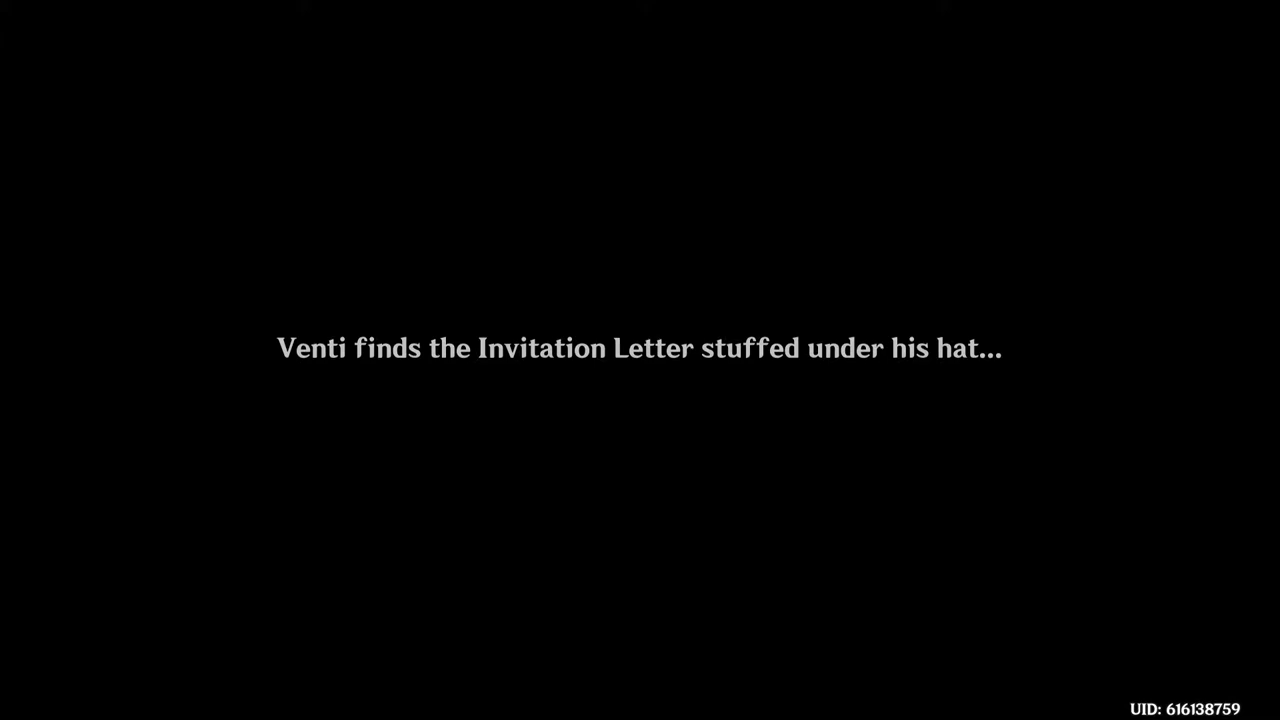 Venti finds the Invitation Letter stuffed under his hat...
UID: 616138759